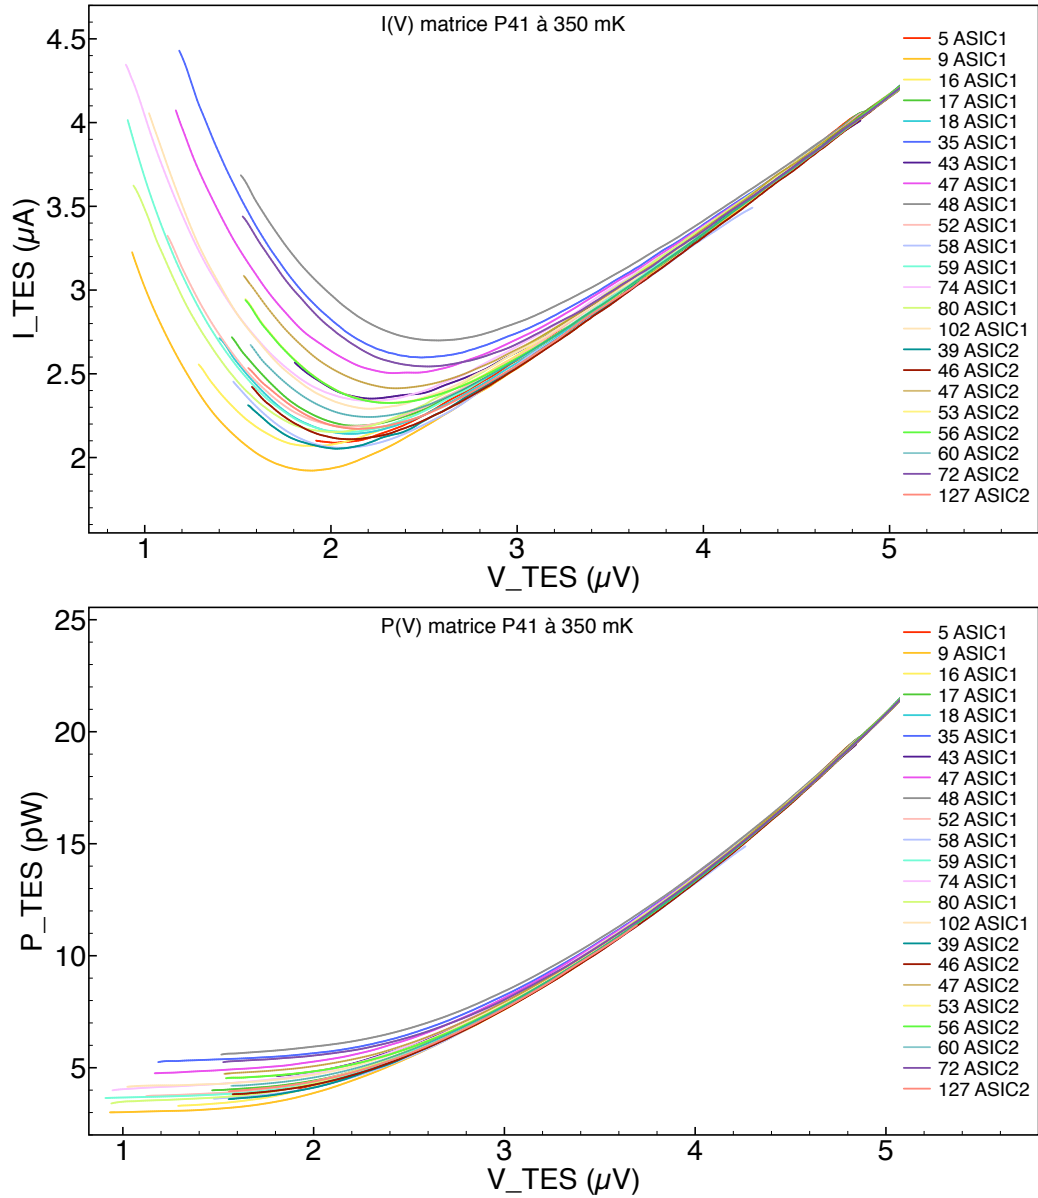 I(V) matrice P41 à 350 mK
4.5
4
3.5
3
2.5
2
I_TES (µA)
1 2 3 4 5
V_TES (µV)
5 ASIC1
9 ASIC1
16 ASIC1
17 ASIC1
18 ASIC1
35 ASIC1
43 ASIC1
47 ASIC1
48 ASIC1
52 ASIC1
58 ASIC1
59 ASIC1
74 ASIC1
80 ASIC1
102 ASIC1
39 ASIC2
46 ASIC2
47 ASIC2
53 ASIC2
56 ASIC2
60 ASIC2
72 ASIC2
127 ASIC2
P(V) matrice P41 à 350 mK
25
20
15
10
5
P_TES (pW)
1 2 3 4 5
V_TES (µV)
5 ASIC1
9 ASIC1
16 ASIC1
17 ASIC1
18 ASIC1
35 ASIC1
43 ASIC1
47 ASIC1
48 ASIC1
52 ASIC1
58 ASIC1
59 ASIC1
74 ASIC1
80 ASIC1
102 ASIC1
39 ASIC2
46 ASIC2
47 ASIC2
53 ASIC2
56 ASIC2
60 ASIC2
72 ASIC2
127 ASIC2